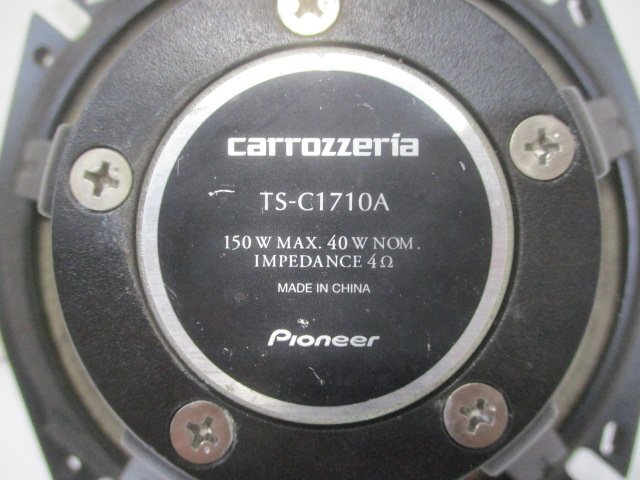 carrozzeria
TS-C1710A
150 W MAX. 40 W NOM.
IMPEDANCE 4Ω
MADE IN CHINA
Pioneer